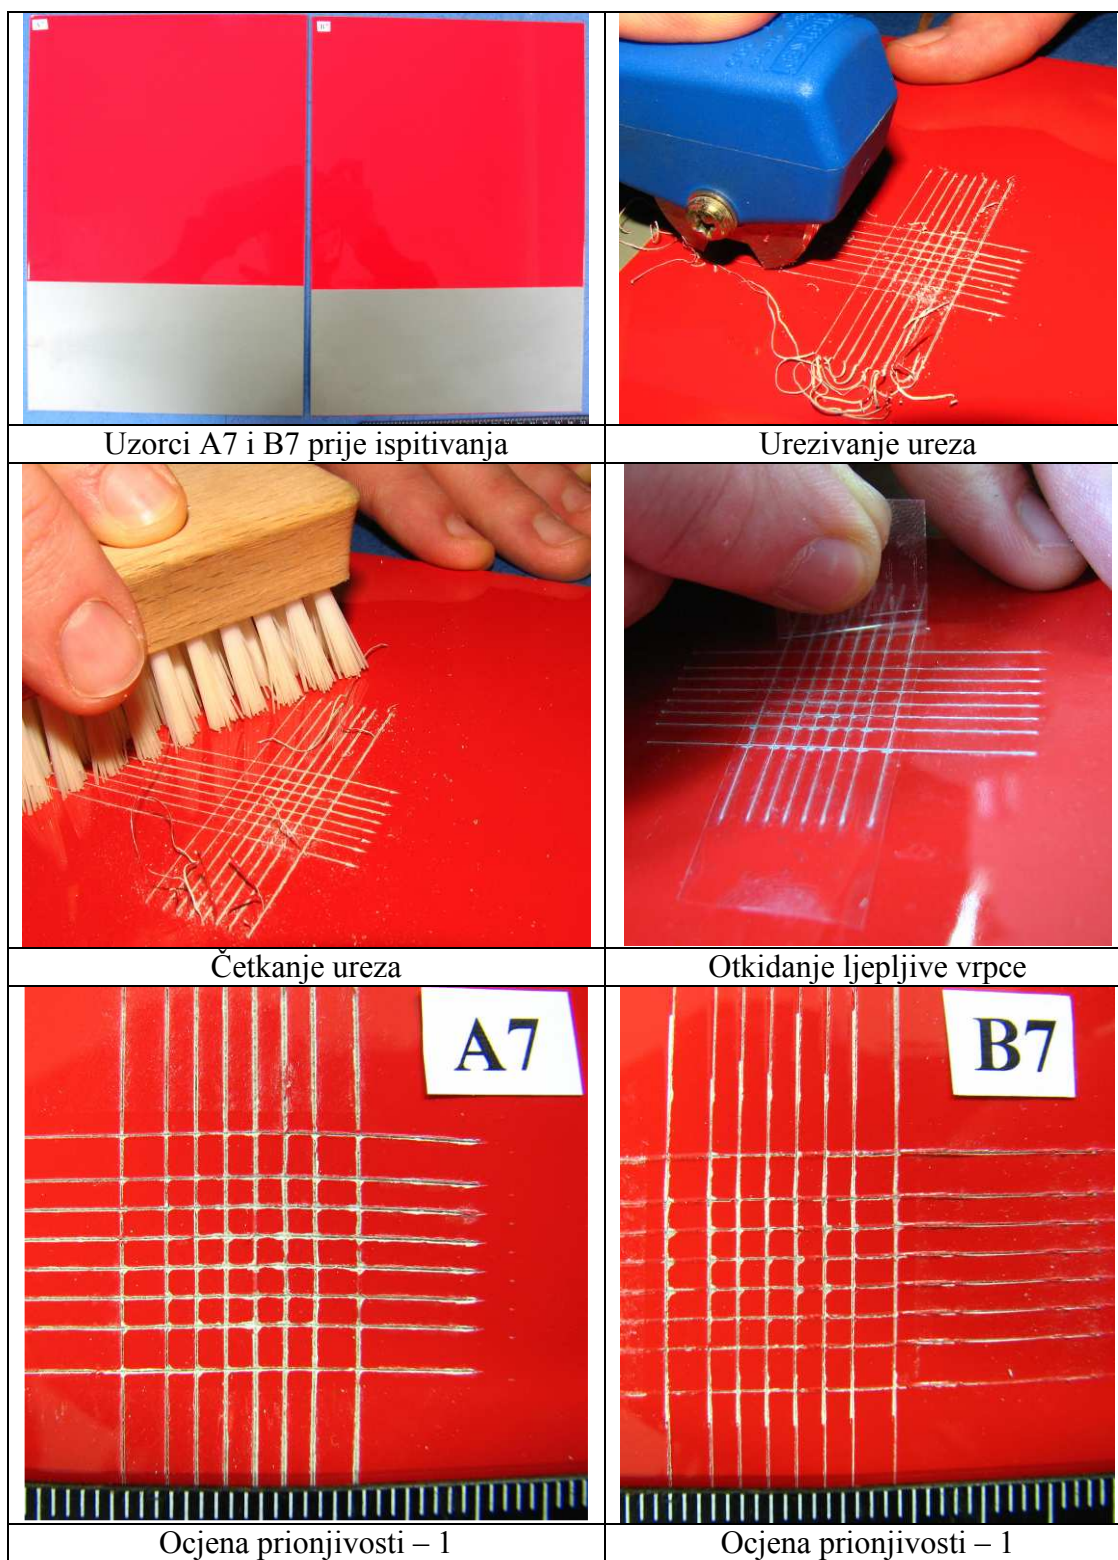 Uzorci A7 i B7 prije ispitivanja
Urezivanje ureza
Četkanje ureza
Otkidanje ljepljive vrpce
A7
B7
Ocjena prionjivosti – 1
Ocjena prionjivosti – 1